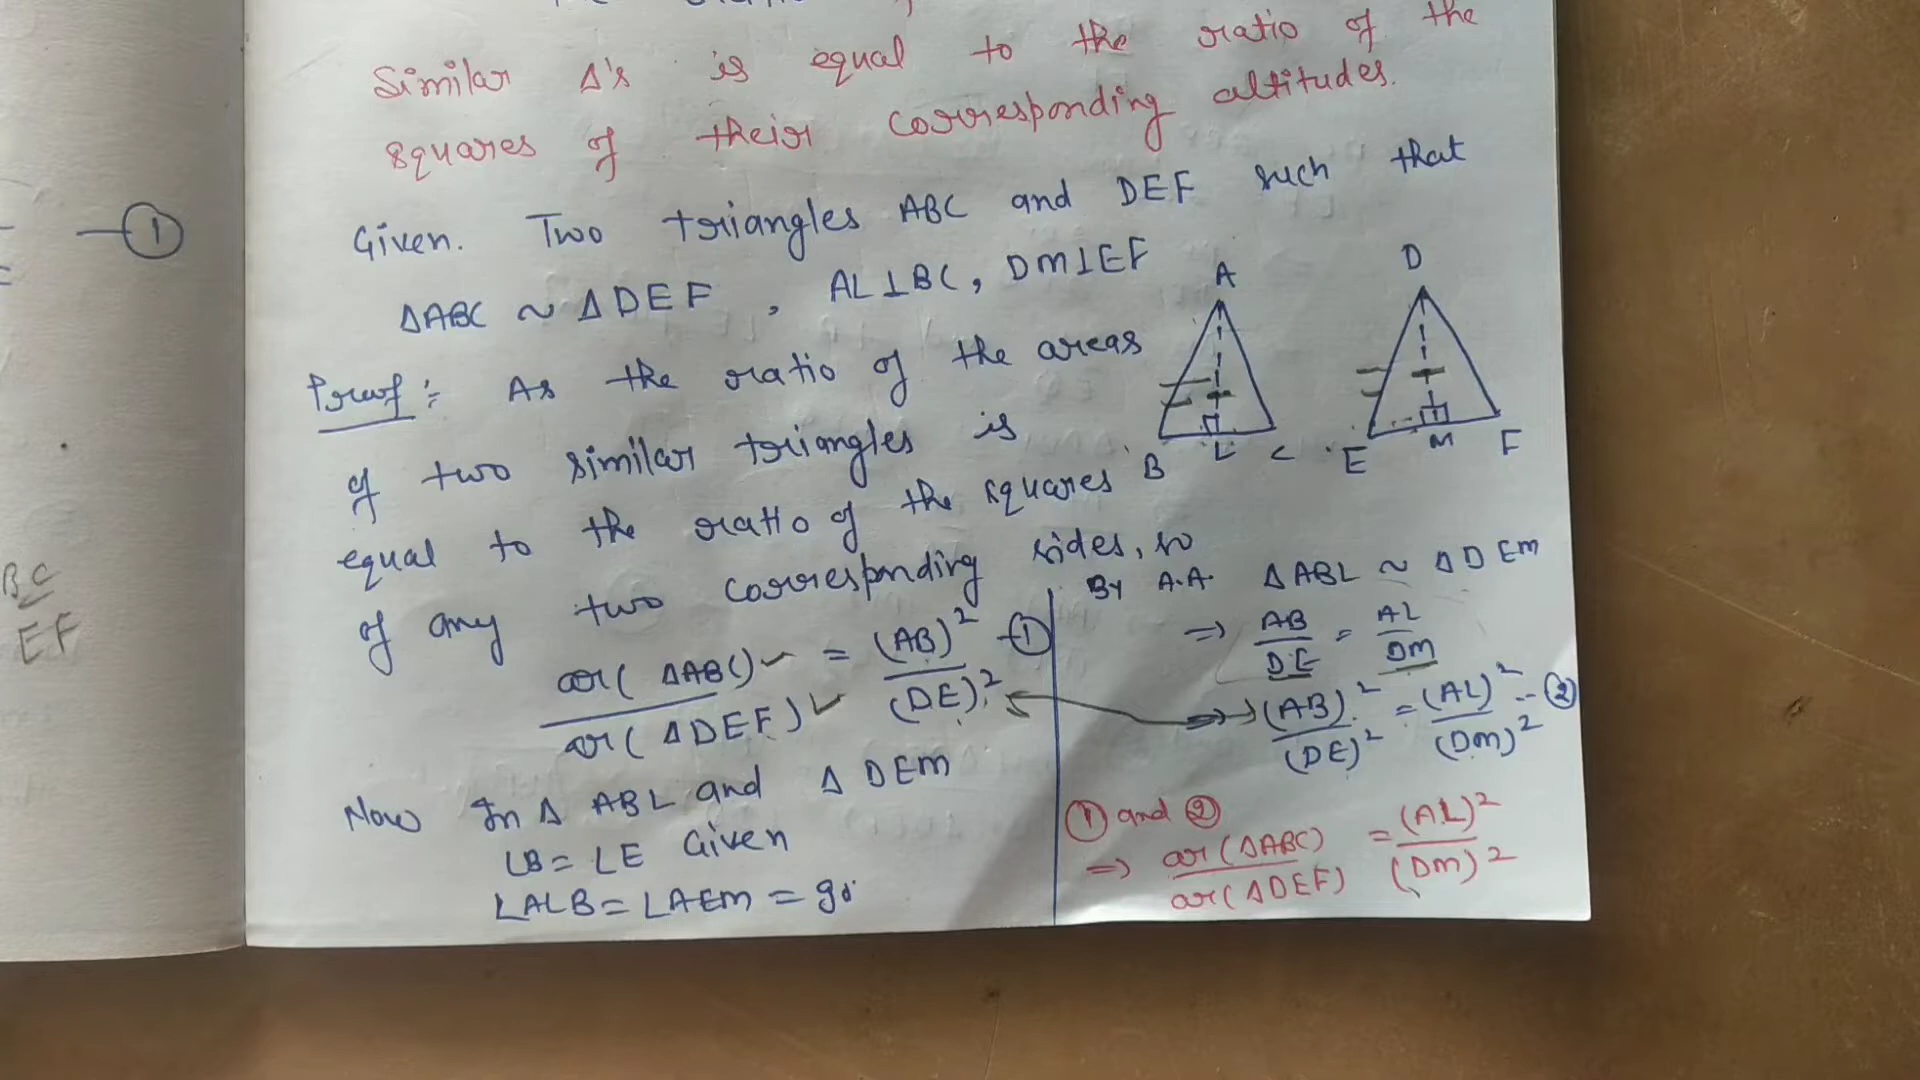 Similar Δ's is equal to the ratio of the
squares of their corresponding altitudes.
Given. Two triangles ABC and DEF such that
ΔABC ~ ΔDEF , AL⊥BC, DM⊥EF
Proof:- As the ratio of the areas
of two similar triangles is
equal to the ratio of the squares
of any two corresponding sides, so
ar(ΔABC) = (AB)² - ①
ar(ΔDEF) (DE)²
Now In Δ ABL and Δ DEM
∠B = ∠E Given
∠ALB = ∠AEM = 90°
A
B L C
D
E M F
By A.A. ΔABL ~ ΔDEM
⇒ AB = AL
DE DM
⇒ (AB)² = (AL)² -- ②
(DE)² (DM)²
① and ②
⇒ ar(ΔABC) = (AL)²
ar(ΔDEF) (DM)²
— ①
BC
EF